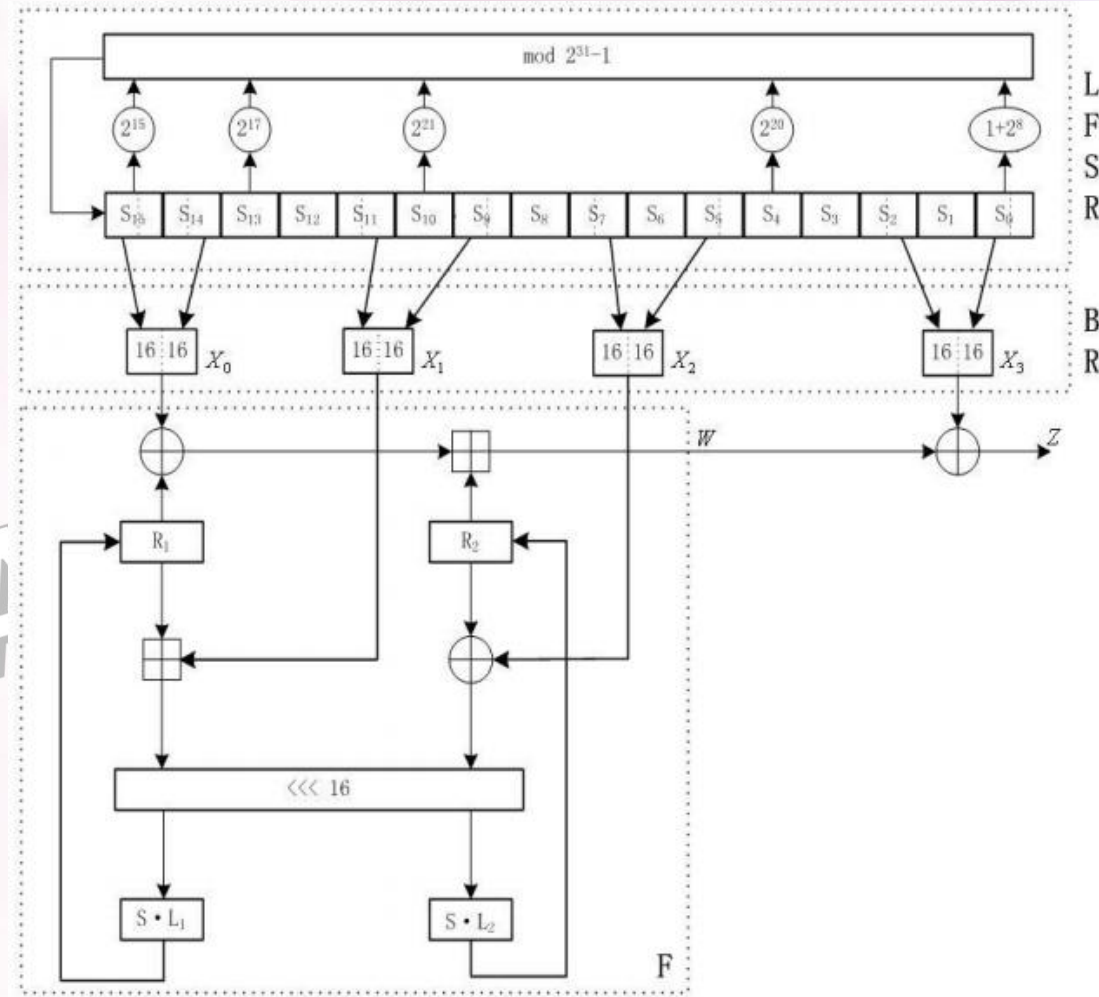 mod 2³¹-1
2¹⁵ 2¹⁷ 2²¹ 2²⁰ 1+2⁸
L
F
S
R
S₁₅ S₁₄ S₁₃ S₁₂ S₁₁ S₁₀ S₉ S₈ S₇ S₆ S₅ S₄ S₃ S₂ S₁ S₀
16 16 X₀ 16 16 X₁ 16 16 X₂ 16 16 X₃
B
R
W Z
R₁ R₂
<<< 16
S·L₁ S·L₂
F